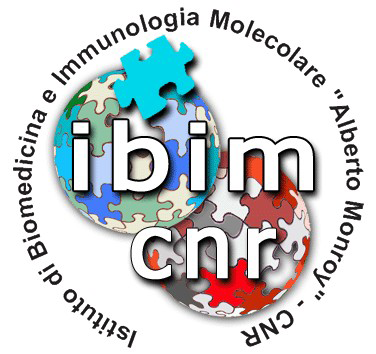 Istituto di Biomedicina e Immunologia Molecolare "Alberto Monroy" - CNR
ibim
cnr